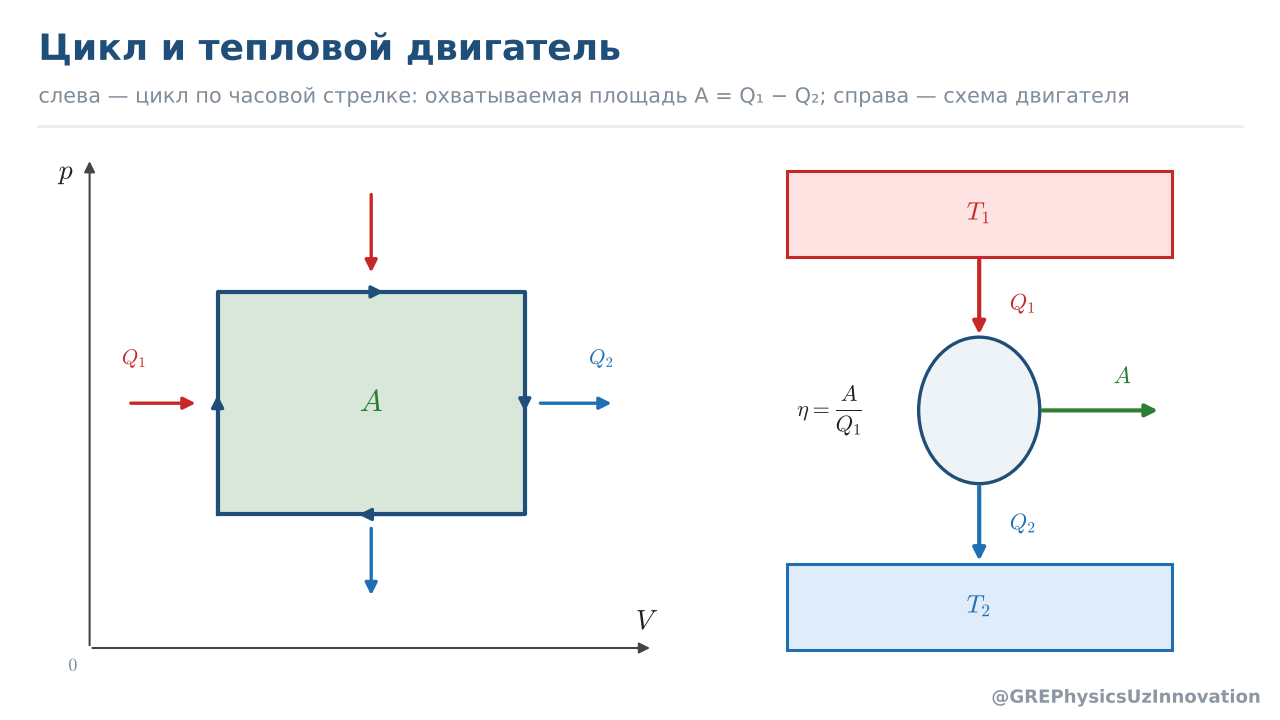 Цикл и тепловой двигатель
слева — цикл по часовой стрелке: охватываемая площадь A = Q₁ − Q₂; справа — схема двигателя
p
T₁
Q₁
Q₁
Q₂
A
A
η = A/Q₁
Q₂
T₂
V
0
@GREPhysicsUzInnovation